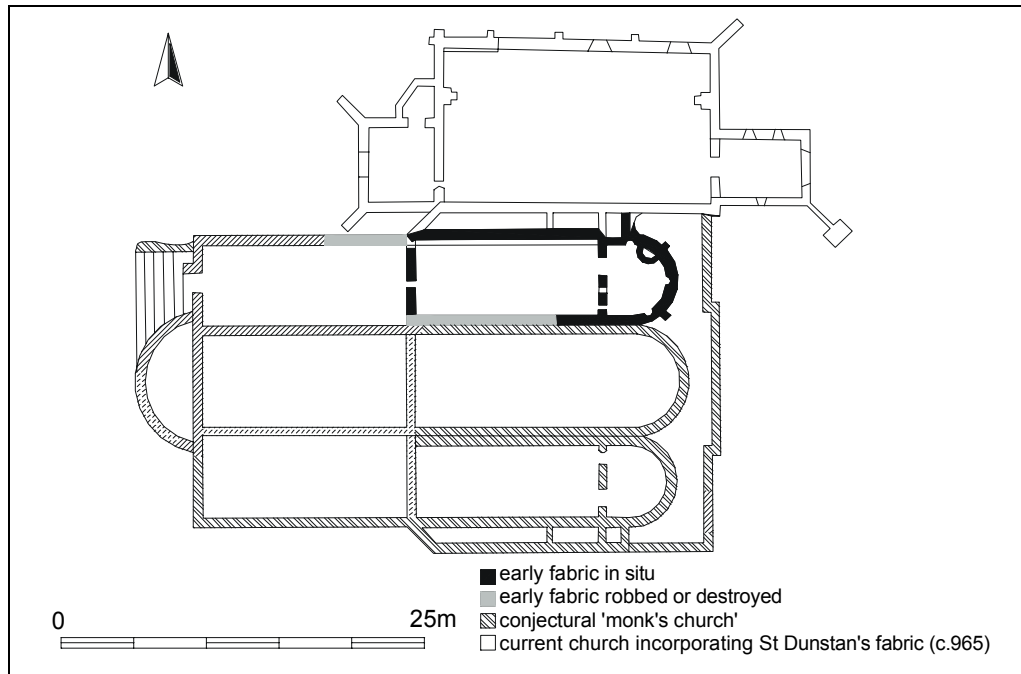 early fabric in situ
early fabric robbed or destroyed
conjectural 'monk's church'
current church incorporating St Dunstan's fabric (c.965)
0 25m